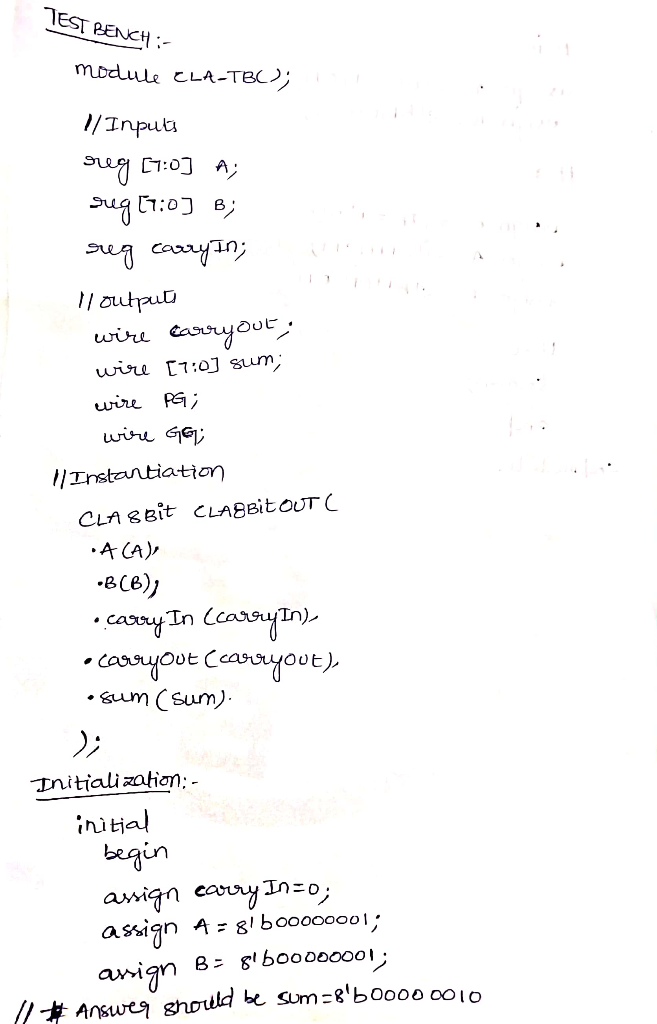 TEST BENCH :-
module CLA-TB();
// Inputs
reg [7:0] A;
reg [7:0] B;
reg carryIn;
// outputs
wire carryOut;
wire [7:0] sum;
wire PG;
wire GG;
// Instantiation
CLA 8Bit CLA8BitOUT (
.A(A),
.B(B);
.carryIn (carryIn),
.carryOut (carryout),
.sum (sum).
);
Initialization:-
initial
begin
assign carryIn=0;
assign A = 8'b00000001;
assign B = 8'b00000001;
// # Answer should be sum=8'b0000 0010